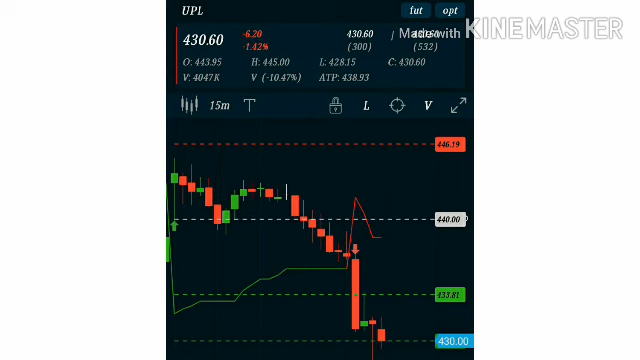 UPL fut opt
Made with KINEMASTER
430.60 -6.20 430.60 /
-1.42% (300) (532)
O: 443.95 H: 445.00 L: 428.15 C: 430.60
V: 4047K V (-10.47%) ATP: 438.93
15m T L V
446.19
440.00
433.81
430.00